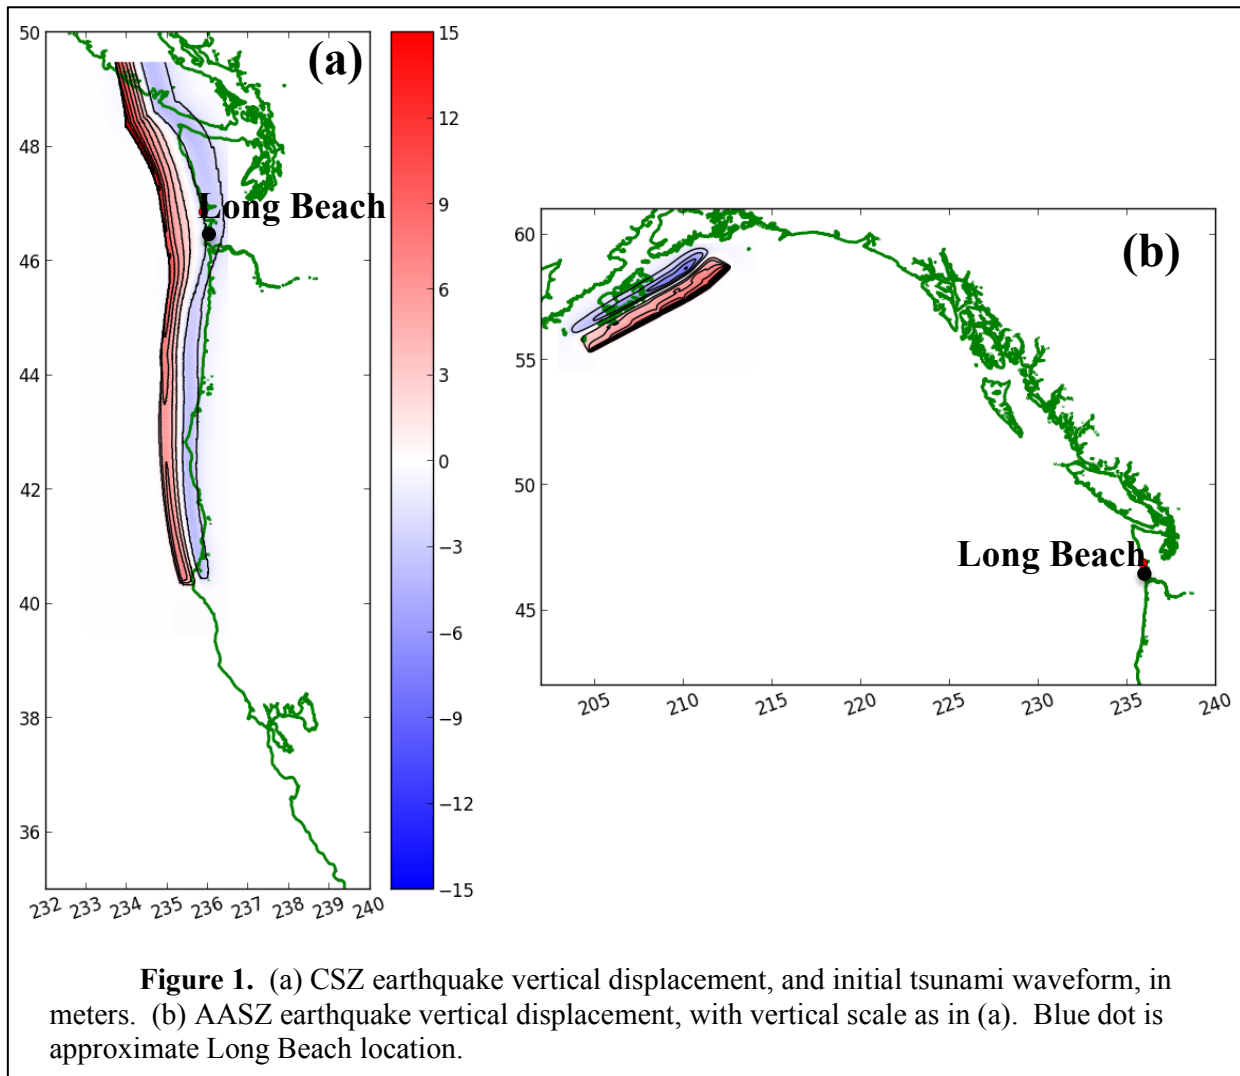 50
48
46
44
42
40
38
36
232 233 234 235 236 237 238 239 240
(a)
Long Beach
15
12
9
6
3
0
−3
−6
−9
−12
−15
60
55
50
45
205 210 215 220 225 230 235 240
(b)
Long Beach
Figure 1. (a) CSZ earthquake vertical displacement, and initial tsunami waveform, in
meters. (b) AASZ earthquake vertical displacement, with vertical scale as in (a). Blue dot is
approximate Long Beach location.